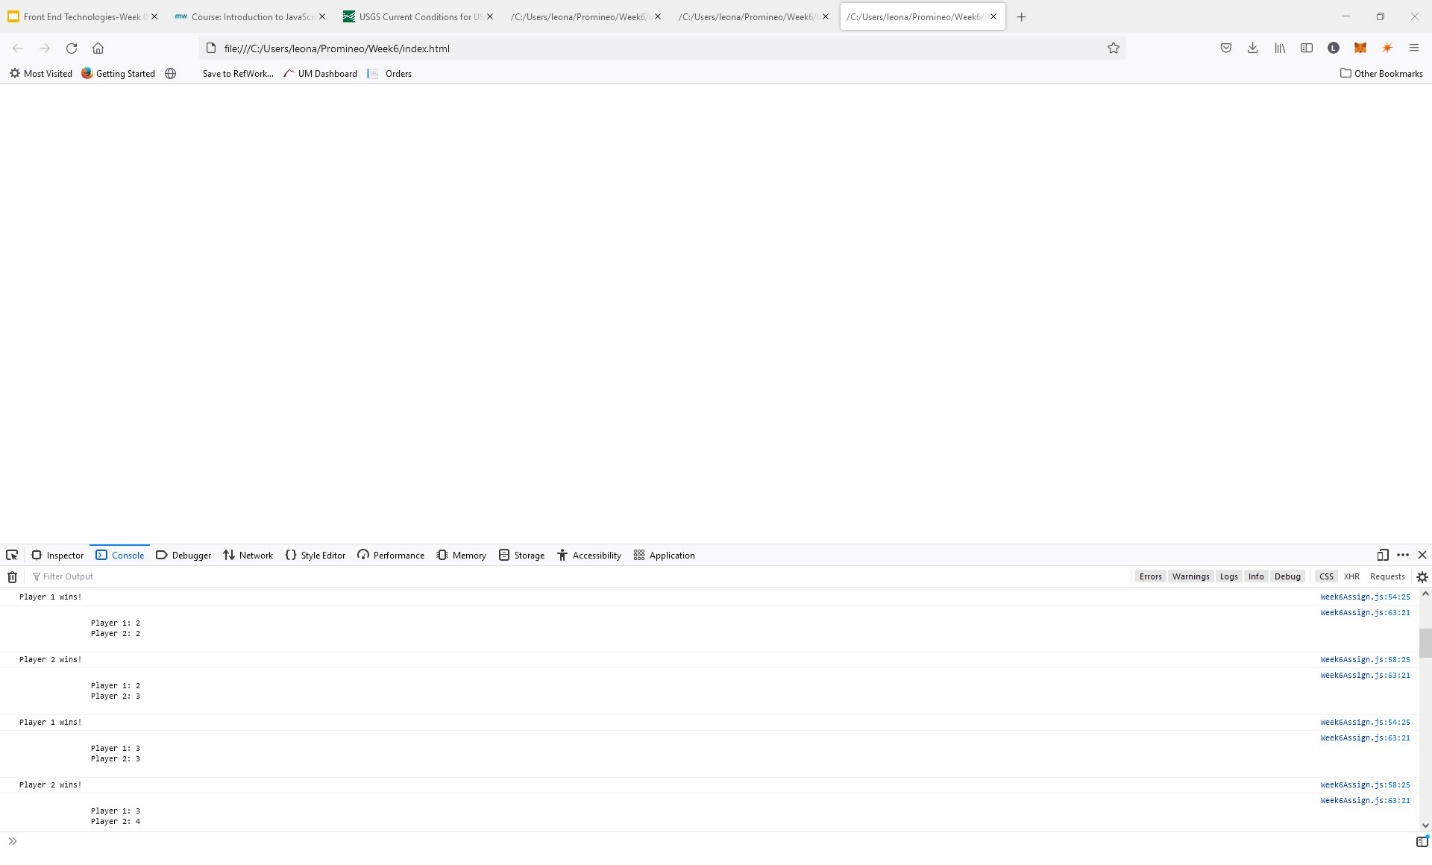 Front End Technologies-Week
mw Course: Introduction to JavaScr
USGS Current Conditions for US
/C:/Users/leona/Promineo/Week6/
/C:/Users/leona/Promineo/Week6/
/C:/Users/leona/Promineo/Week6/
file:///C:/Users/leona/Promineo/Week6/index.html
L
Most Visited Getting Started Save to RefWork... UM Dashboard Orders Other Bookmarks
Inspector Console Debugger Network Style Editor Performance Memory Storage Accessibility Application
Filter Output Errors Warnings Logs Info Debug CSS XHR Requests
Player 1 wins! Week6Assign.js:54:25
Week6Assign.js:63:21
Player 1: 2
Player 2: 2
Player 2 wins! Week6Assign.js:58:25
Week6Assign.js:63:21
Player 1: 2
Player 2: 3
Player 1 wins! Week6Assign.js:54:25
Week6Assign.js:63:21
Player 1: 3
Player 2: 3
Player 2 wins! Week6Assign.js:58:25
Week6Assign.js:63:21
Player 1: 3
Player 2: 4